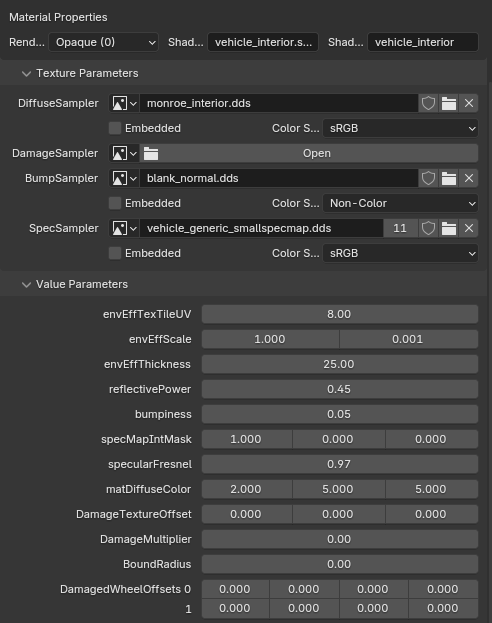 Material Properties
Rend... Opaque (0) Shad... vehicle_interior.s... Shad... vehicle_interior
Texture Parameters
DiffuseSampler monroe_interior.dds
Embedded Color S... sRGB
DamageSampler Open
BumpSampler blank_normal.dds
Embedded Color S... Non-Color
SpecSampler vehicle_generic_smallspecmap.dds 11
Embedded Color S... sRGB
Value Parameters
envEffTexTileUV 8.00
envEffScale 1.000 0.001
envEffThickness 25.00
reflectivePower 0.45
bumpiness 0.05
specMapIntMask 1.000 0.000 0.000
specularFresnel 0.97
matDiffuseColor 2.000 5.000 5.000
DamageTextureOffset 0.000 0.000 0.000
DamageMultiplier 0.00
BoundRadius 0.00
DamagedWheelOffsets 0 0.000 0.000 0.000 0.000
1 0.000 0.000 0.000 0.000